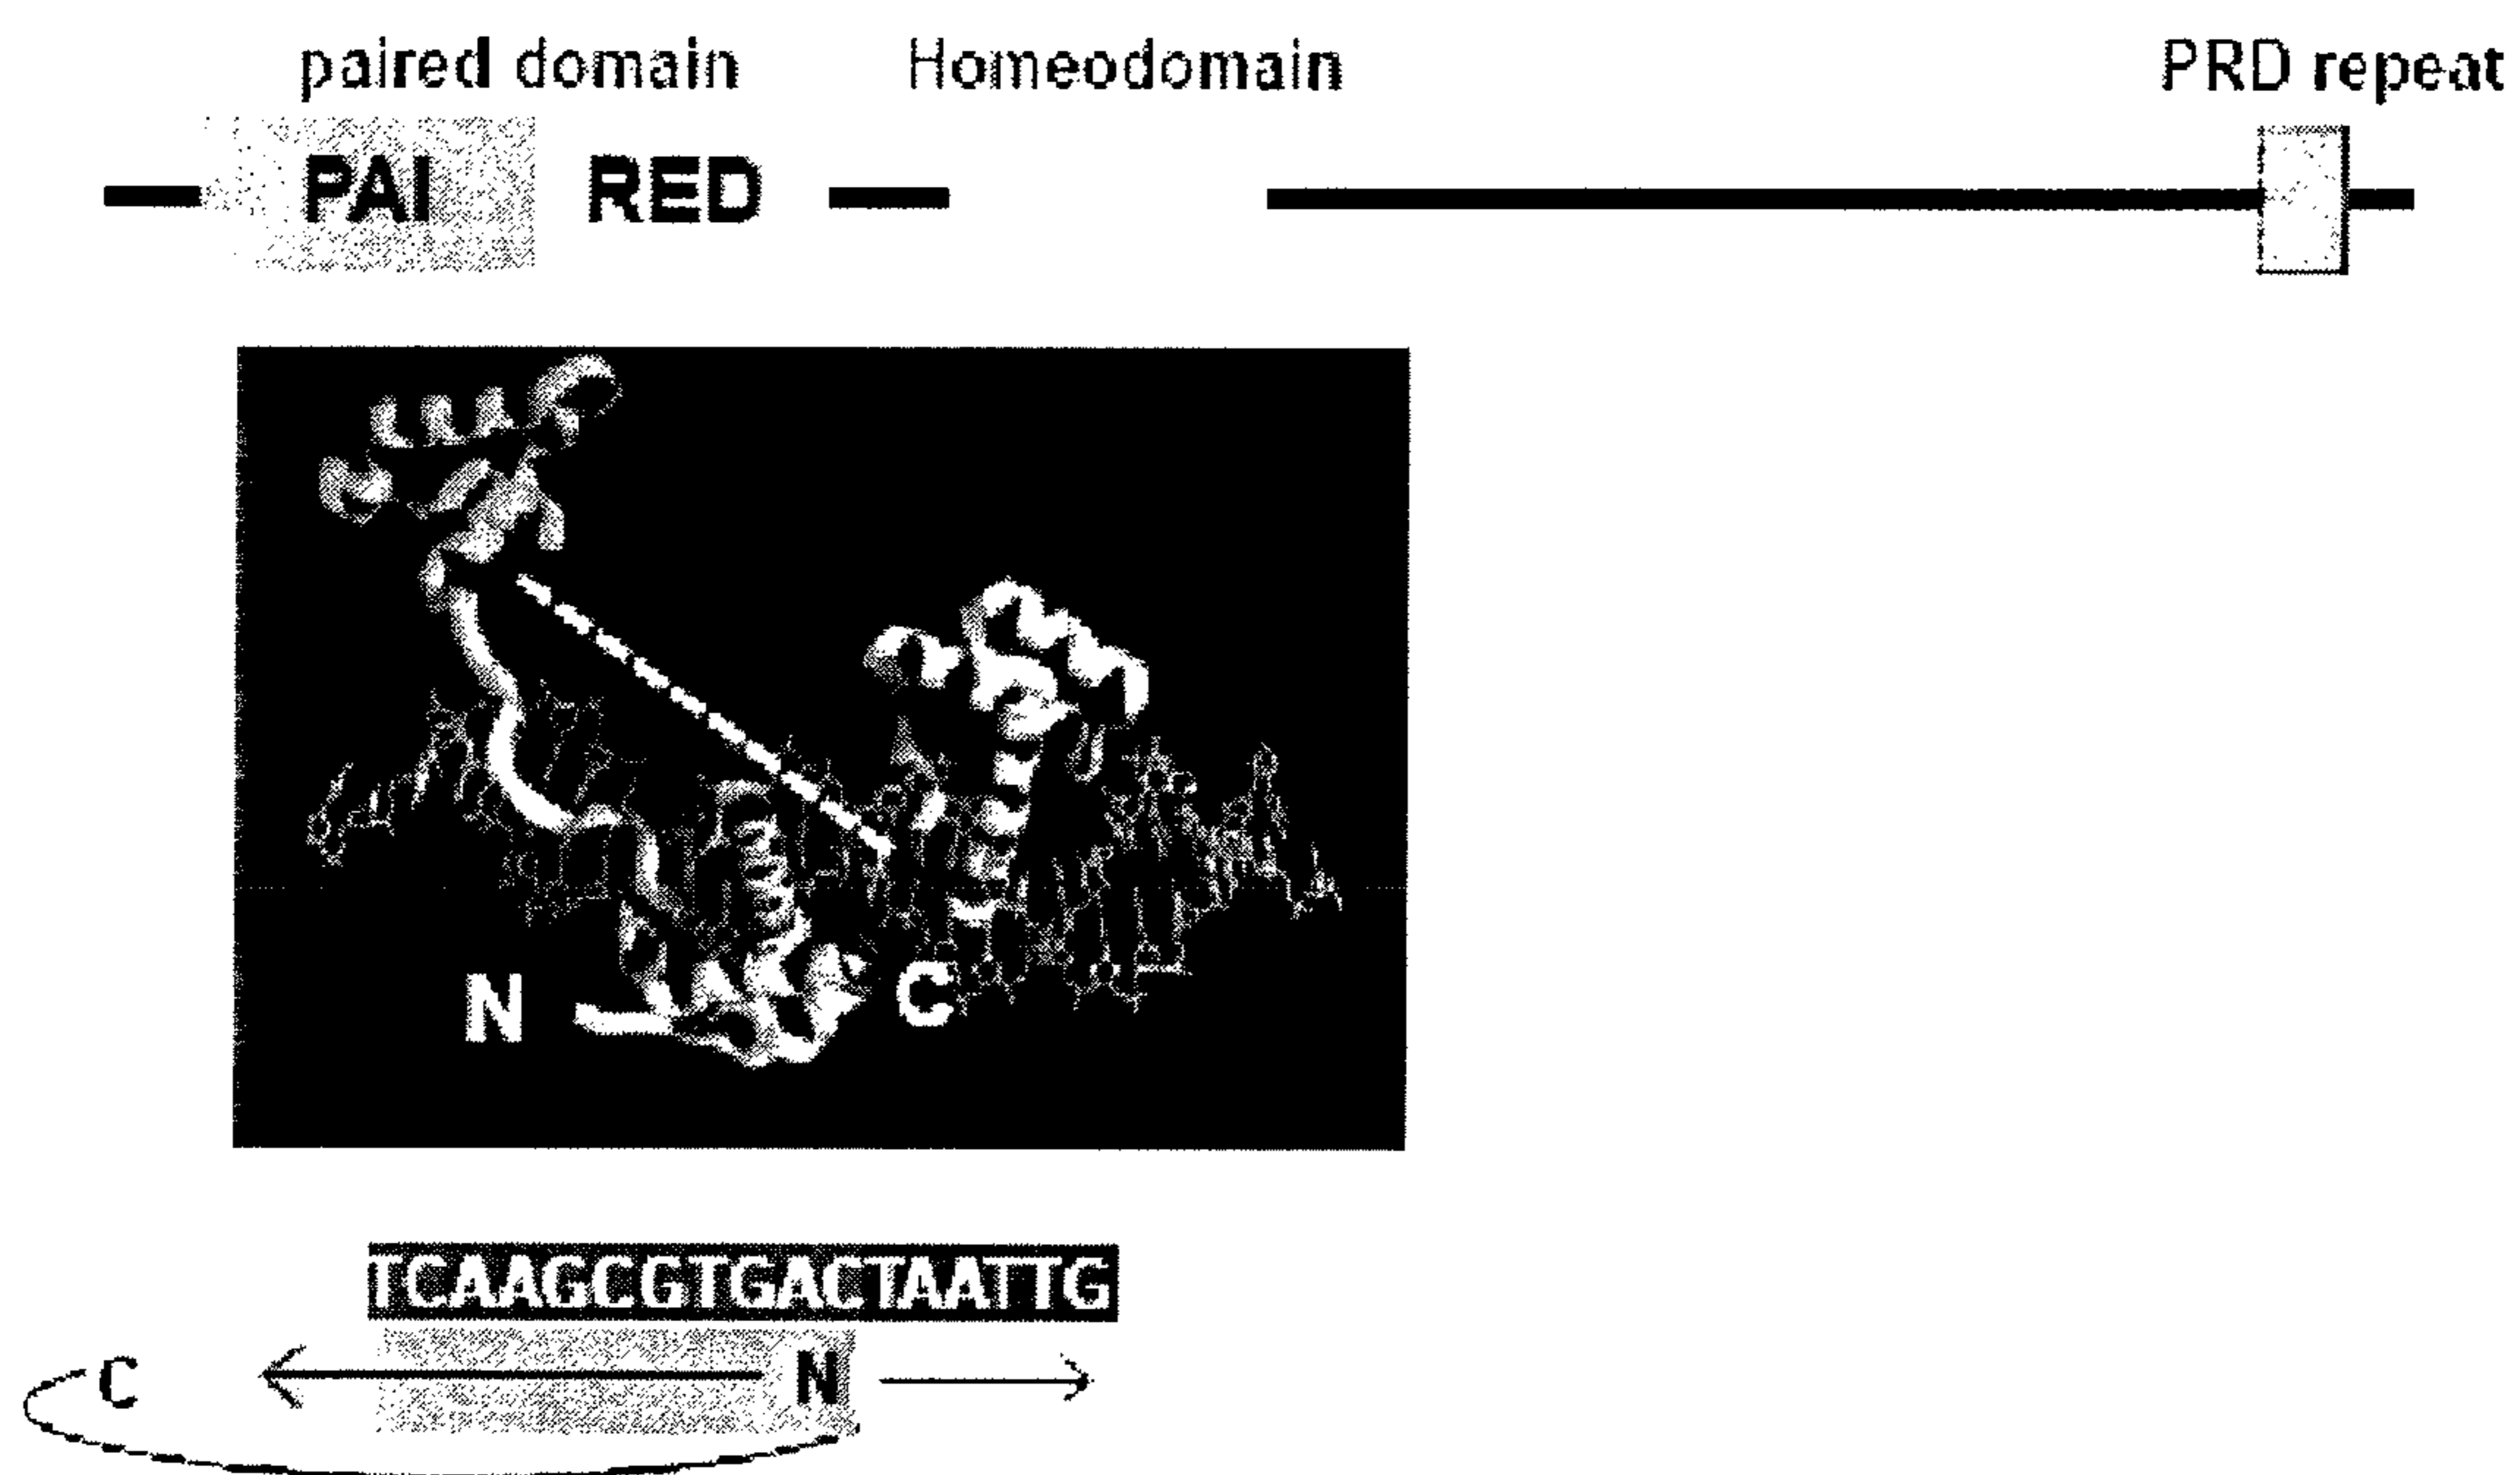 paired domain Homeodomain PRD repeat
PAI RED
N C
TCAAGCGTGACTAATTG
C N